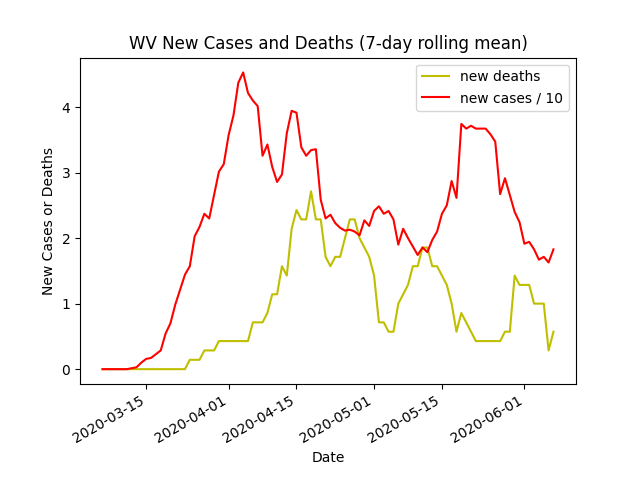 WV New Cases and Deaths (7-day rolling mean)
new deaths
new cases / 10
New Cases or Deaths
4
3
2
1
0
2020-03-15
2020-04-01
2020-04-15
2020-05-01
2020-05-15
2020-06-01
Date